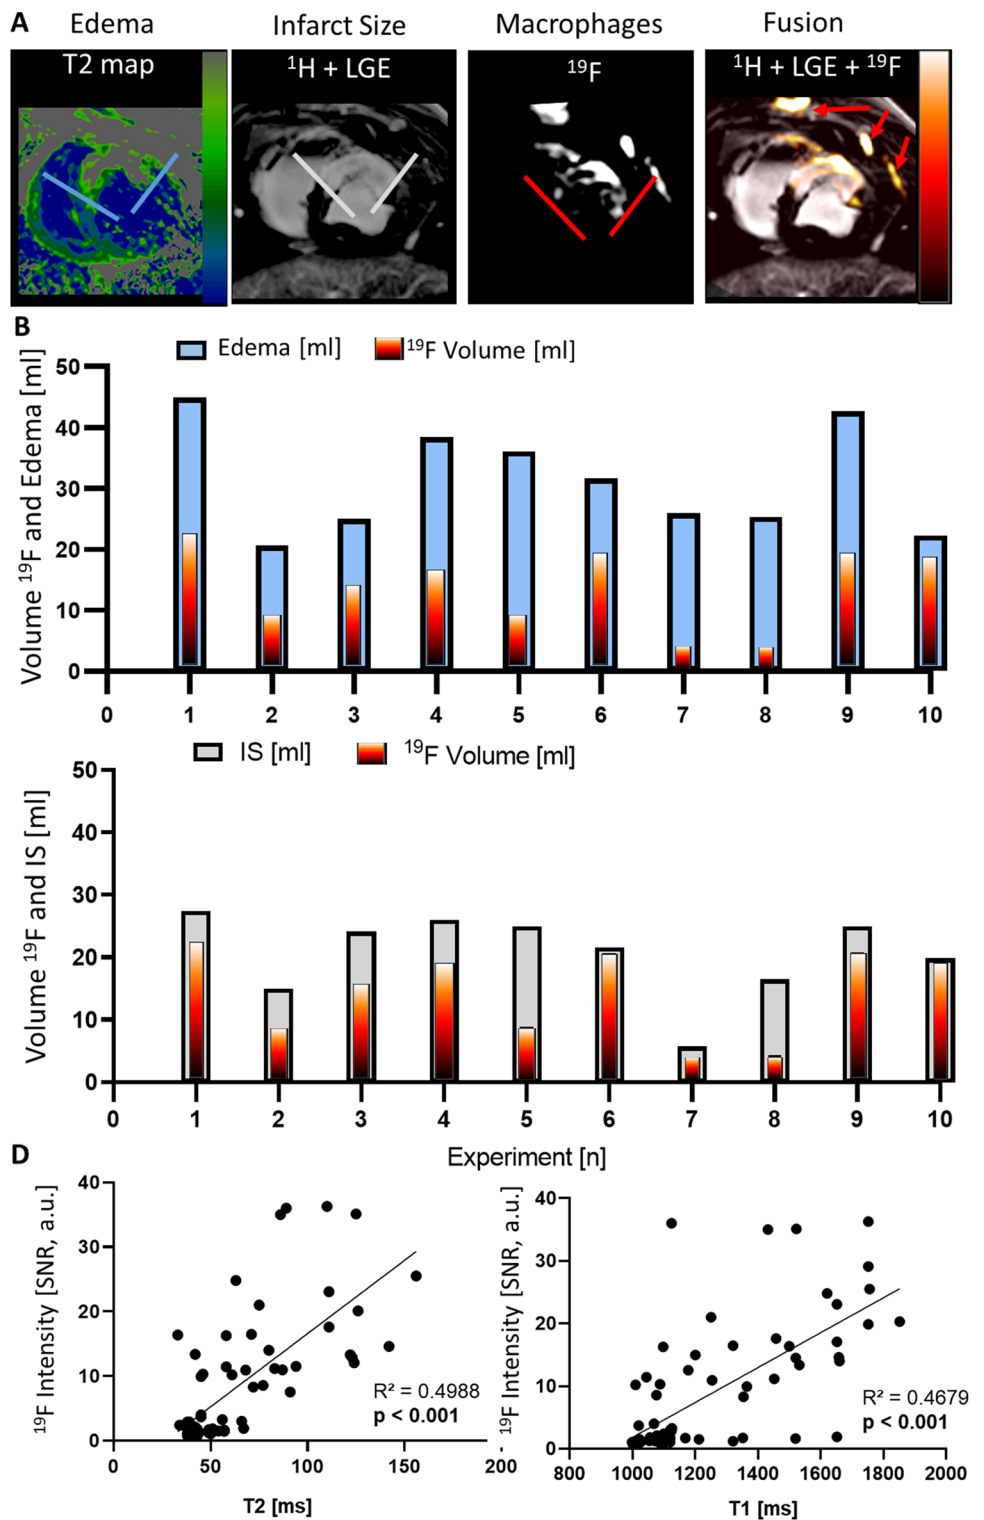 A
Edema
Infarct Size
Macrophages
Fusion
T2 map
¹H + LGE
¹⁹F
¹H + LGE + ¹⁹F
B
Edema [ml]
¹⁹F Volume [ml]
Volume ¹⁹F and Edema [ml]
50
40
30
20
10
0
0 1 2 3 4 5 6 7 8 9 10
IS [ml]
¹⁹F Volume [ml]
Volume ¹⁹F and IS [ml]
50
40
30
20
10
0
0 1 2 3 4 5 6 7 8 9 10
Experiment [n]
D
¹⁹F Intensity [SNR, a.u.]
40
30
20
10
0
R² = 0.4988
p < 0.001
0 50 100 150 200
T2 [ms]
¹⁹F Intensity [SNR, a.u.]
40
30
20
10
0
R² = 0.4679
p < 0.001
800 1000 1200 1400 1600 1800 2000
T1 [ms]